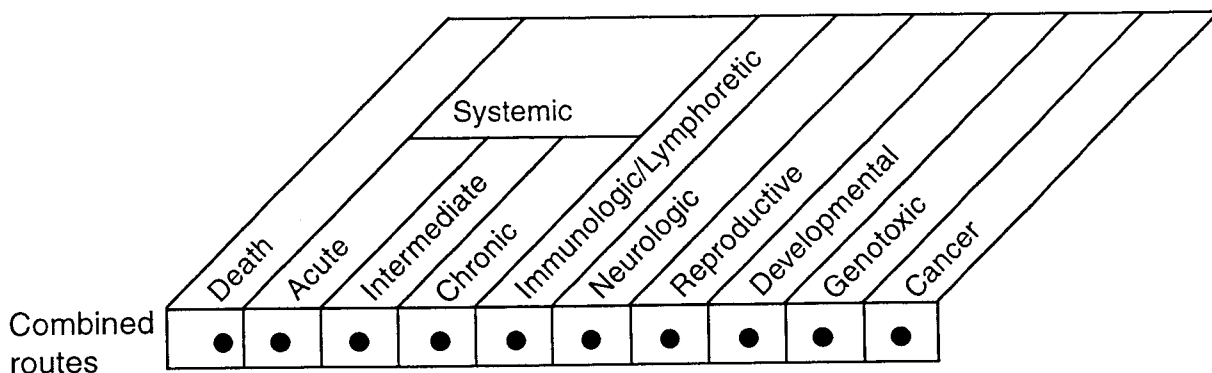 Systemic
Death
Acute
Intermediate
Chronic
Immunologic/Lymphoretic
Neurologic
Reproductive
Developmental
Genotoxic
Cancer
Combined
routes